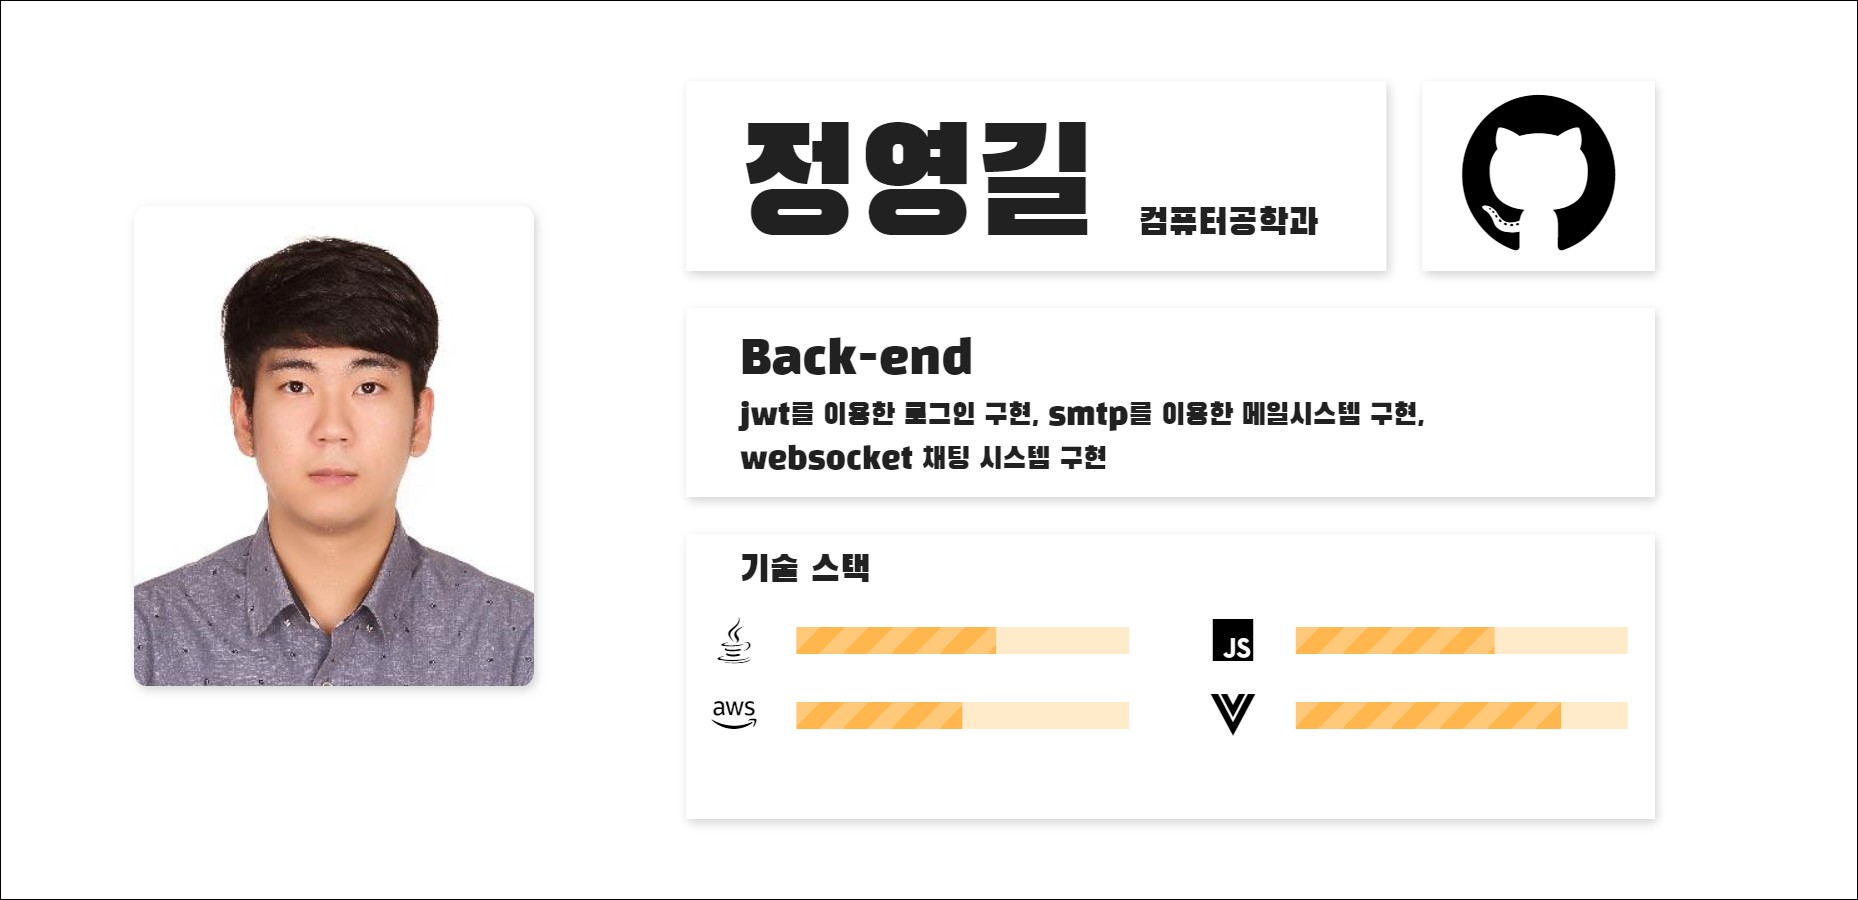 정영길 컴퓨터공학과
Back-end
jwt를 이용한 로그인 구현, smtp를 이용한 메일시스템 구현,
websocket 채팅 시스템 구현
기술 스택
JS
aws